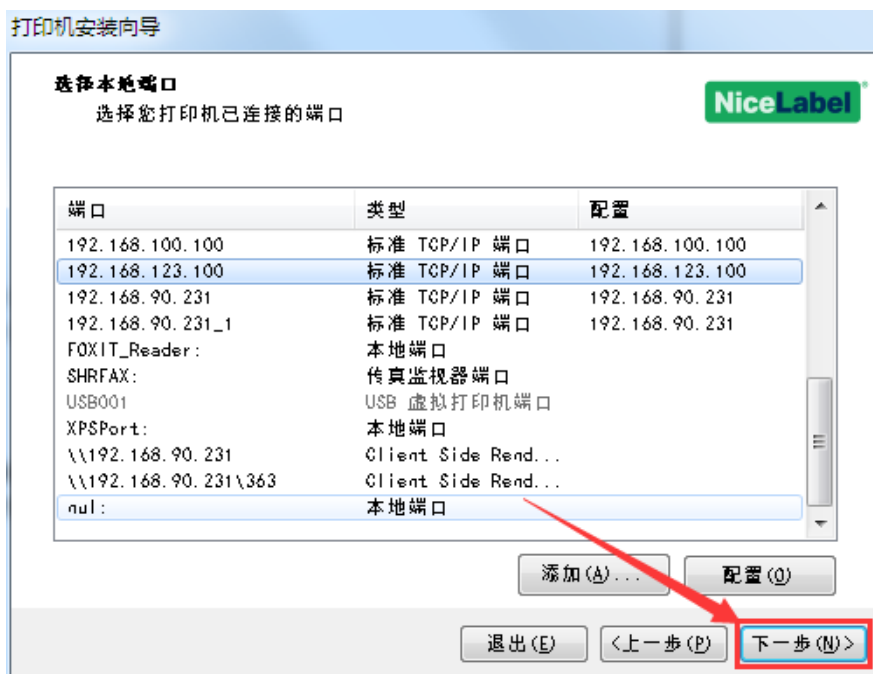 打印机安装向导
选择本地端口
选择您打印机已连接的端口
NiceLabel
端口 类型 配置
192.168.100.100 标准 TCP/IP 端口 192.168.100.100
192.168.123.100 标准 TCP/IP 端口 192.168.123.100
192.168.90.231 标准 TCP/IP 端口 192.168.90.231
192.168.90.231_1 标准 TCP/IP 端口 192.168.90.231
FOXIT_Reader: 本地端口
SHRFAX: 传真监视器端口
USB001 USB 虚拟打印机端口
XPSPort: 本地端口
\\192.168.90.231 Client Side Rend...
\\192.168.90.231\363 Client Side Rend...
nul: 本地端口
添加(A)... 配置(O)
退出(E) <上一步(P) 下一步(N)>